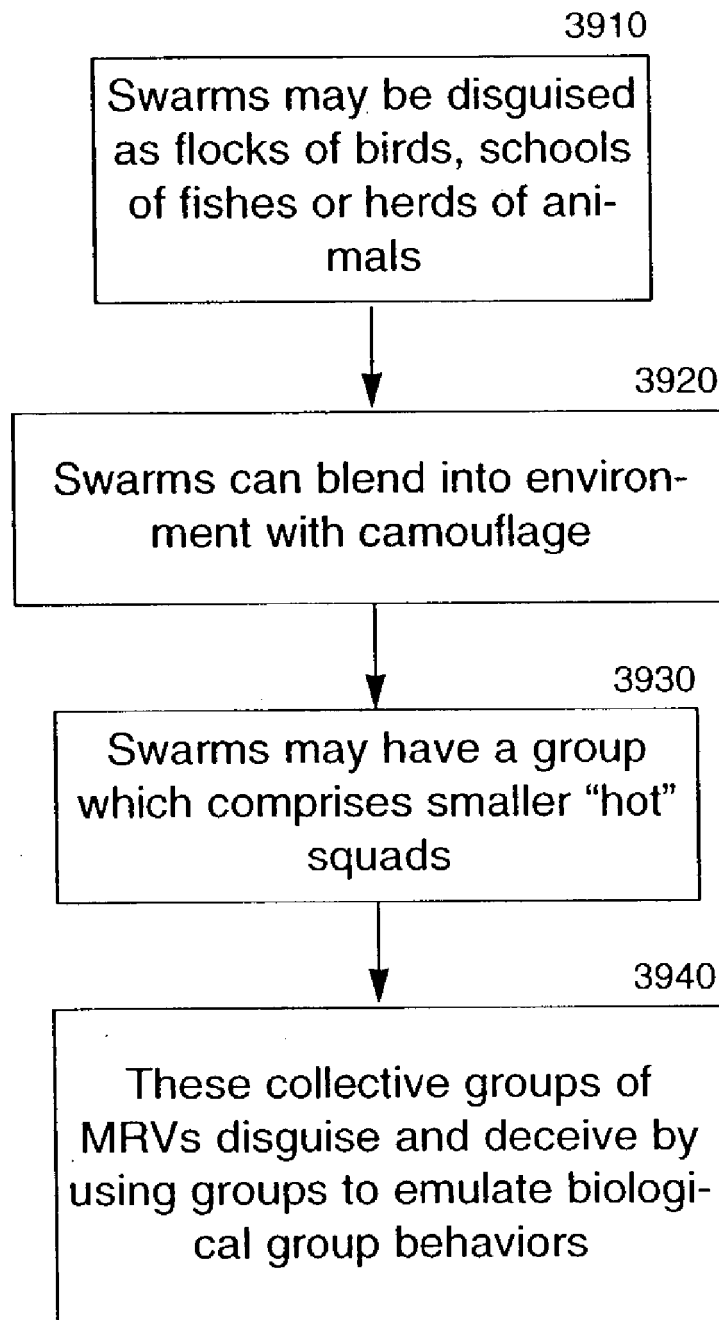 3910
Swarms may be disguised
as flocks of birds, schools
of fishes or herds of ani-
mals
3920
Swarms can blend into environ-
ment with camouflage
3930
Swarms may have a group
which comprises smaller “hot”
squads
3940
These collective groups of
MRVs disguise and deceive by
using groups to emulate biologi-
cal group behaviors